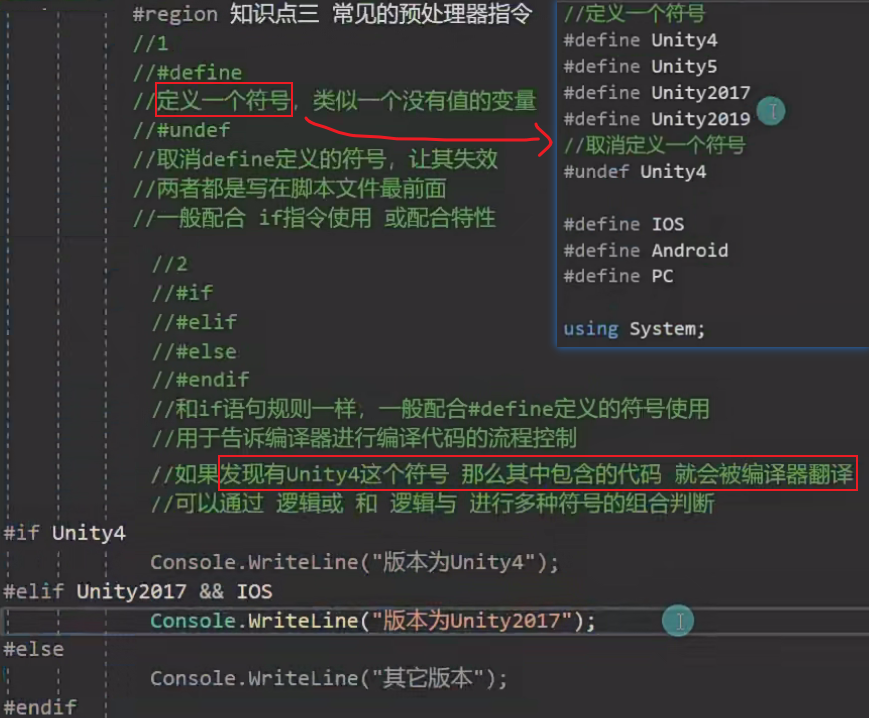 #region 知识点三 常见的预处理器指令
//1
//#define
//定义一个符号，类似一个没有值的变量
//#undef
//取消define定义的符号，让其失效
//两者都是写在脚本文件最前面
//一般配合 if指令使用 或配合特性
//定义一个符号
#define Unity4
#define Unity5
#define Unity2017
#define Unity2019
//取消定义一个符号
#undef Unity4
#define IOS
#define Android
#define PC
using System;
//2
//#if
//#elif
//#else
//#endif
//和if语句规则一样，一般配合#define定义的符号使用
//用于告诉编译器进行编译代码的流程控制
//如果发现有Unity4这个符号 那么其中包含的代码 就会被编译器翻译
//可以通过 逻辑或 和 逻辑与 进行多种符号的组合判断
#if Unity4
Console.WriteLine("版本为Unity4");
#elif Unity2017 && IOS
Console.WriteLine("版本为Unity2017");
#else
Console.WriteLine("其它版本");
#endif